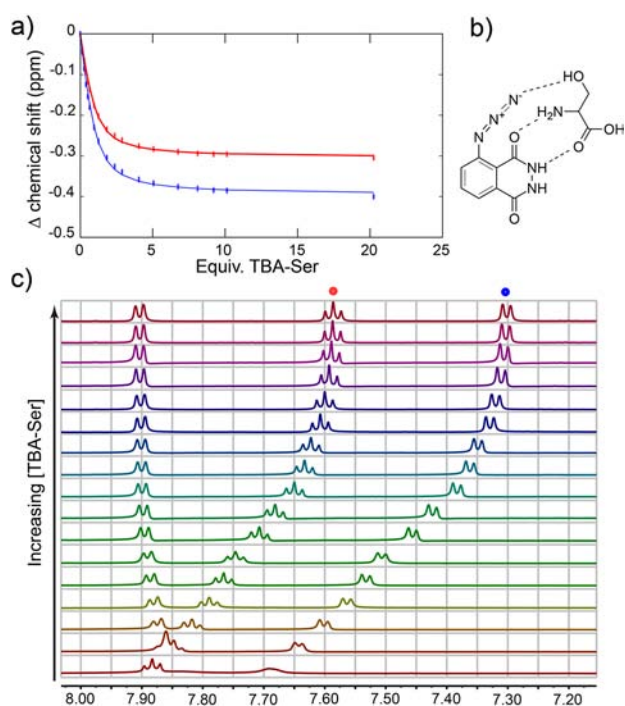 a)
0
-0.1
-0.2
-0.3
-0.4
-0.5
Δ chemical shift (ppm)
0 5 10 15 20 25
Equiv. TBA-Ser
b)
HO
N-
N+
N
H2N
O
OH
O
NH
NH
O
c)
Increasing [TBA-Ser]
8.00 7.90 7.80 7.70 7.60 7.50 7.40 7.30 7.20